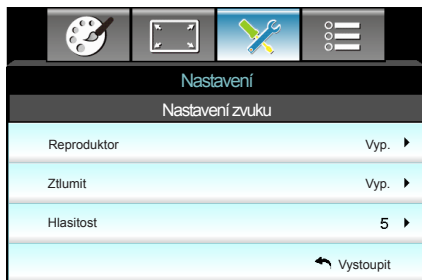 Nastavení
Nastavení zvuku
Reproduktor Vyp.
Ztlumit Vyp.
Hlasitost 5
Vystoupit